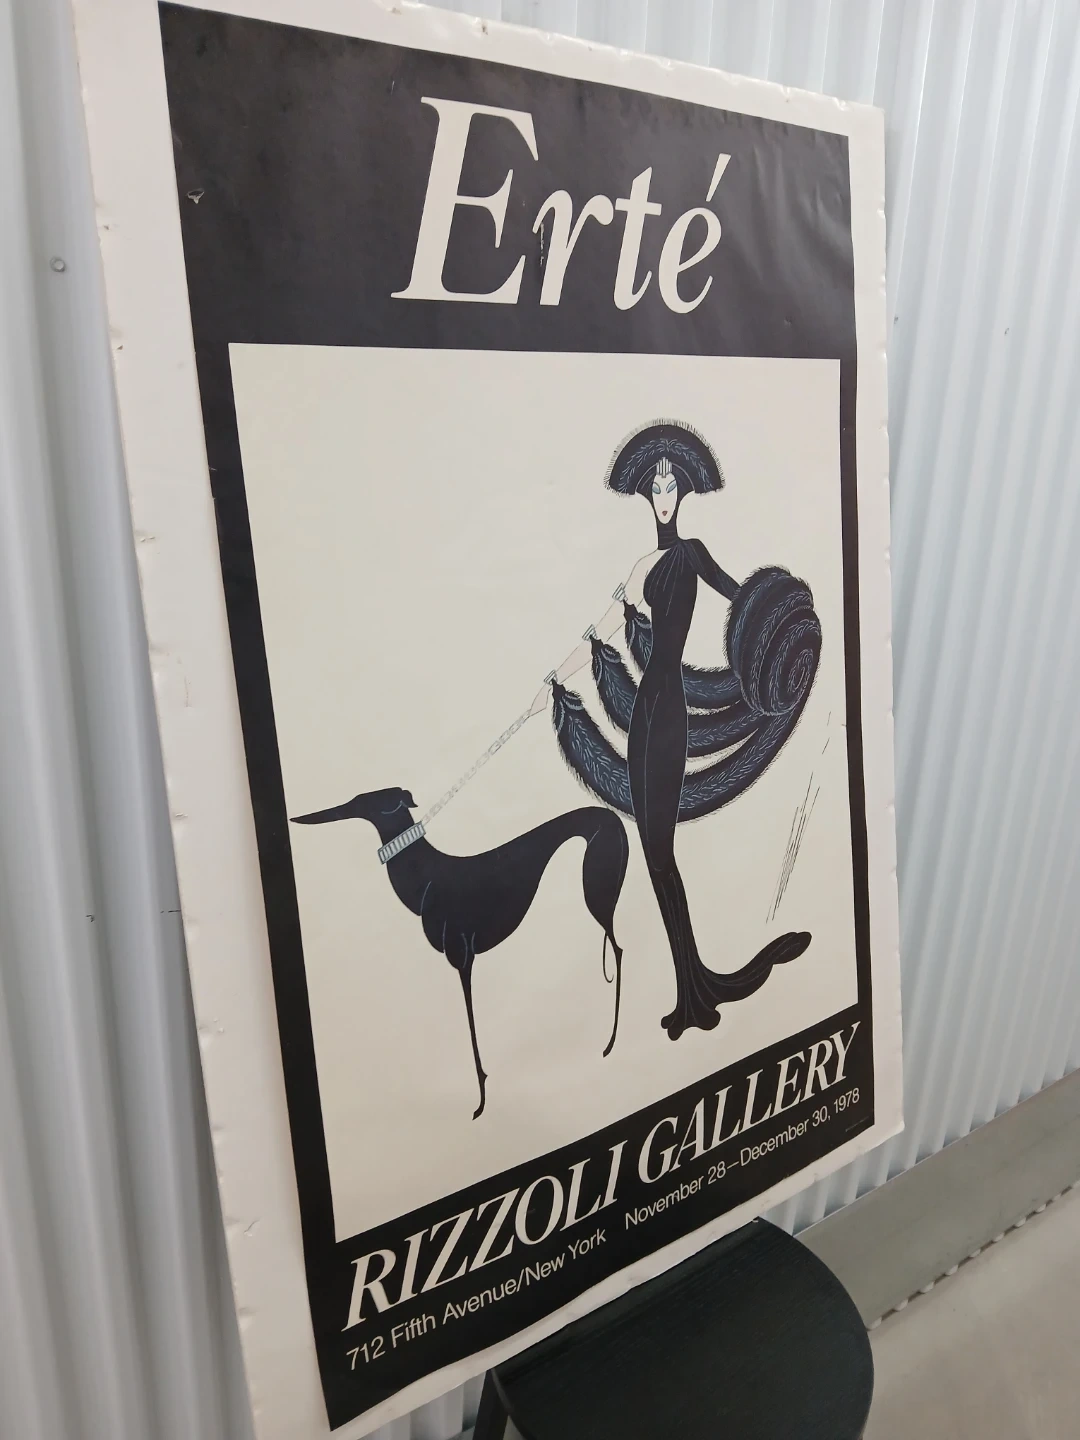 Erté
RIZZOLI GALLERY
712 Fifth Avenue/New York November 28–December 30, 1978